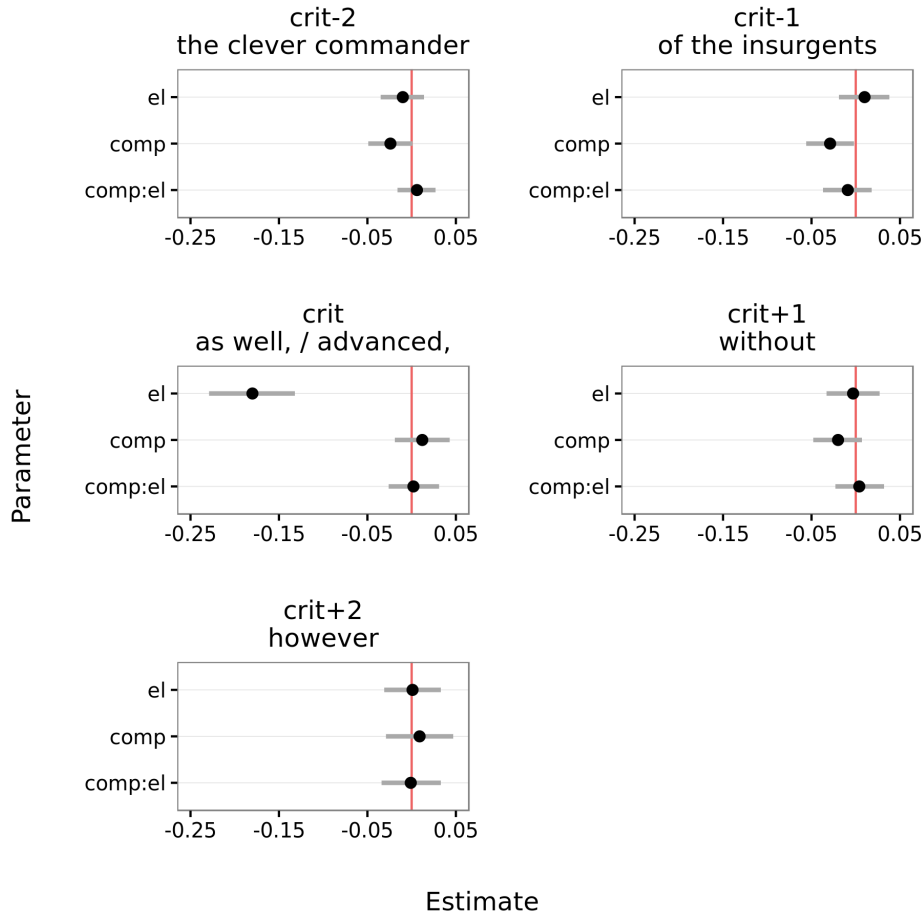 crit-2
the clever commander
el
comp
comp:el
-0.25 -0.15 -0.05 0.05
crit-1
of the insurgents
el
comp
comp:el
-0.25 -0.15 -0.05 0.05
crit
as well, / advanced,
el
comp
comp:el
-0.25 -0.15 -0.05 0.05
crit+1
without
el
comp
comp:el
-0.25 -0.15 -0.05 0.05
Parameter
crit+2
however
el
comp
comp:el
-0.25 -0.15 -0.05 0.05
Estimate